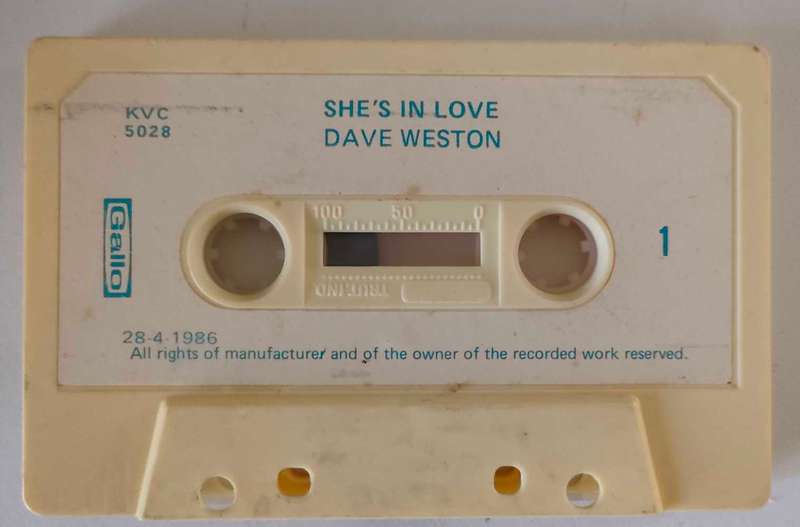 KVC
5028
SHE'S IN LOVE
DAVE WESTON
Gallo
100 50 0
1
28-4-1986
All rights of manufacturer and of the owner of the recorded work reserved.